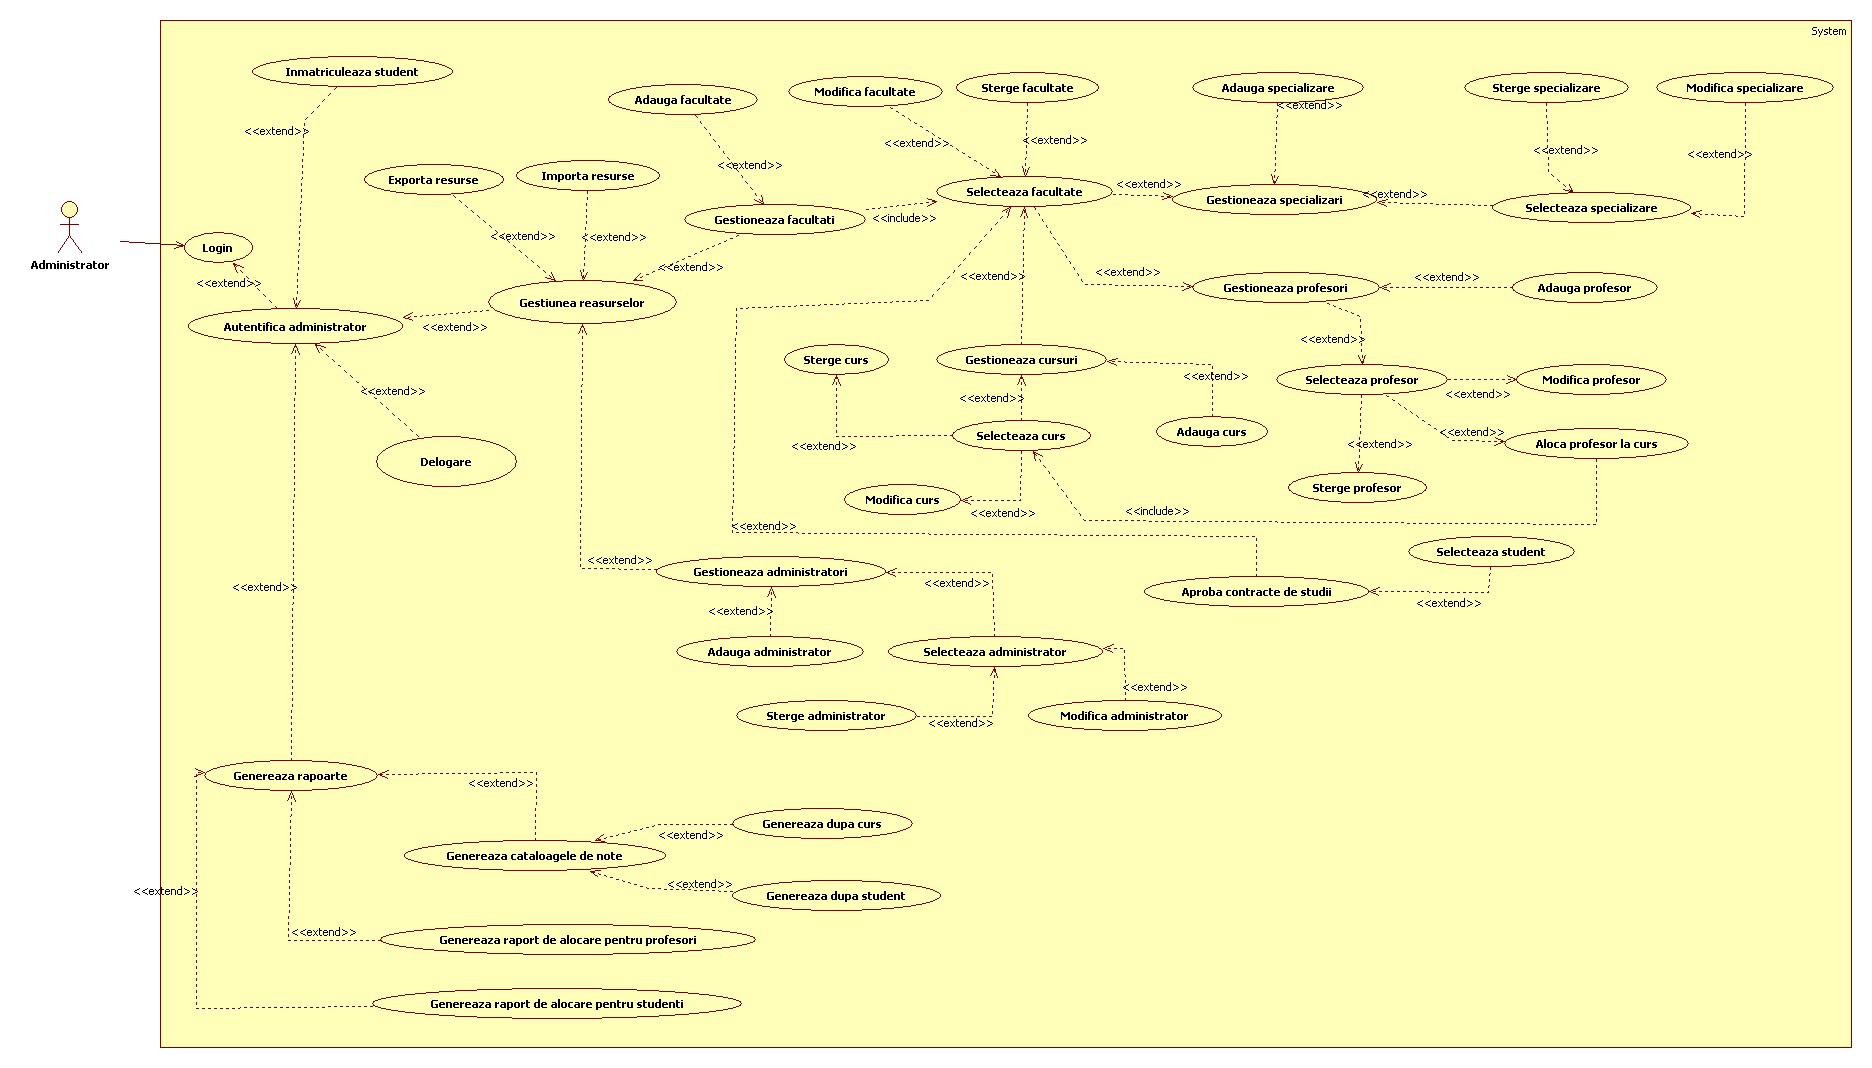 System
Inmatriculeaza student
Adauga facultate
Modifica facultate
Sterge facultate
Adauga specializare
Sterge specializare
Modifica specializare
<<extend>>
<<extend>>
<<extend>>
<<extend>>
<<extend>>
<<extend>>
<<extend>>
Exporta resurse
Importa resurse
Gestioneaza facultati
<<include>>
Selecteaza facultate
<<extend>>
Gestioneaza specializari
<<extend>>
Selecteaza specializare
Administrator
Login
<<extend>>
<<extend>>
<<extend>>
<<extend>>
<<extend>>
<<extend>>
<<extend>>
Gestiunea reasurselor
Gestioneaza profesori
Adauga profesor
Autentifica administrator
<<extend>>
<<extend>>
Sterge curs
Gestioneaza cursuri
<<extend>>
Selecteaza profesor
<<extend>>
Modifica profesor
<<extend>>
<<extend>>
<<extend>>
Selecteaza curs
Adauga curs
<<extend>>
<<extend>>
Aloca profesor la curs
Delogare
Sterge profesor
Modifica curs
<<extend>>
<<include>>
<<extend>>
Selecteaza student
<<extend>>
Gestioneaza administratori
<<extend>>
Aproba contracte de studii
<<extend>>
<<extend>>
<<extend>>
Adauga administrator
Selecteaza administrator
<<extend>>
Sterge administrator
<<extend>>
Modifica administrator
Genereaza rapoarte
<<extend>>
Genereaza dupa curs
<<extend>>
Genereaza cataloagele de note
<<extend>>
Genereaza dupa student
<<extend>>
<<extend>>
Genereaza raport de alocare pentru profesori
Genereaza raport de alocare pentru studenti